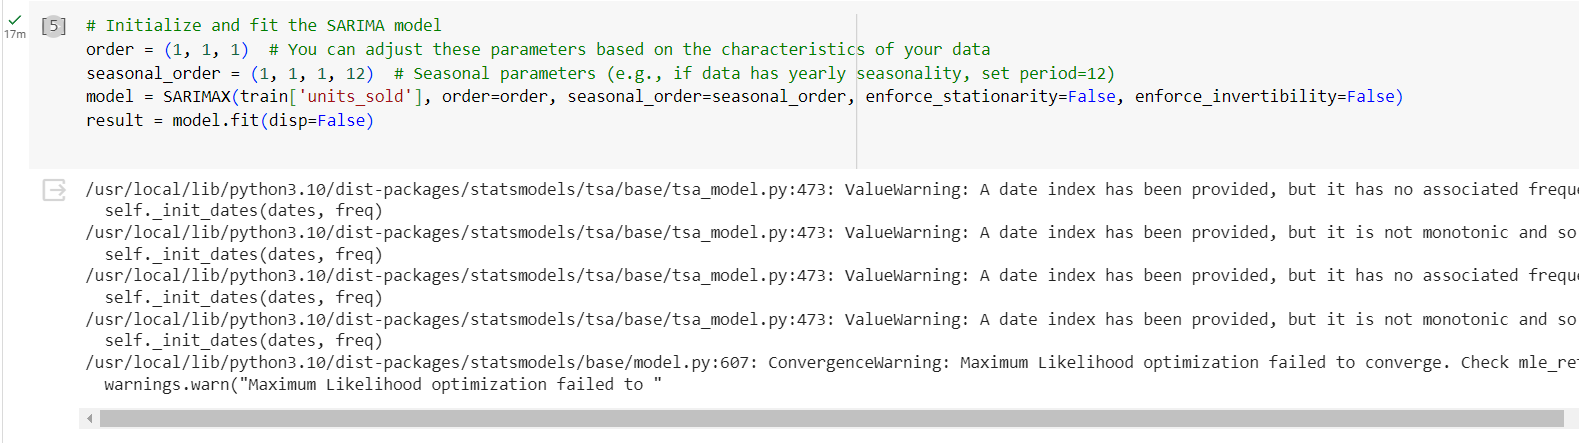 17m
[5]
# Initialize and fit the SARIMA model
order = (1, 1, 1)  # You can adjust these parameters based on the characteristics of your data
seasonal_order = (1, 1, 1, 12)  # Seasonal parameters (e.g., if data has yearly seasonality, set period=12)
model = SARIMAX(train['units_sold'], order=order, seasonal_order=seasonal_order, enforce_stationarity=False, enforce_invertibility=False)
result = model.fit(disp=False)
/usr/local/lib/python3.10/dist-packages/statsmodels/tsa/base/tsa_model.py:473: ValueWarning: A date index has been provided, but it has no associated freque
  self._init_dates(dates, freq)
/usr/local/lib/python3.10/dist-packages/statsmodels/tsa/base/tsa_model.py:473: ValueWarning: A date index has been provided, but it is not monotonic and so
  self._init_dates(dates, freq)
/usr/local/lib/python3.10/dist-packages/statsmodels/tsa/base/tsa_model.py:473: ValueWarning: A date index has been provided, but it has no associated freque
  self._init_dates(dates, freq)
/usr/local/lib/python3.10/dist-packages/statsmodels/tsa/base/tsa_model.py:473: ValueWarning: A date index has been provided, but it is not monotonic and so
  self._init_dates(dates, freq)
/usr/local/lib/python3.10/dist-packages/statsmodels/base/model.py:607: ConvergenceWarning: Maximum Likelihood optimization failed to converge. Check mle_ret
  warnings.warn("Maximum Likelihood optimization failed to "